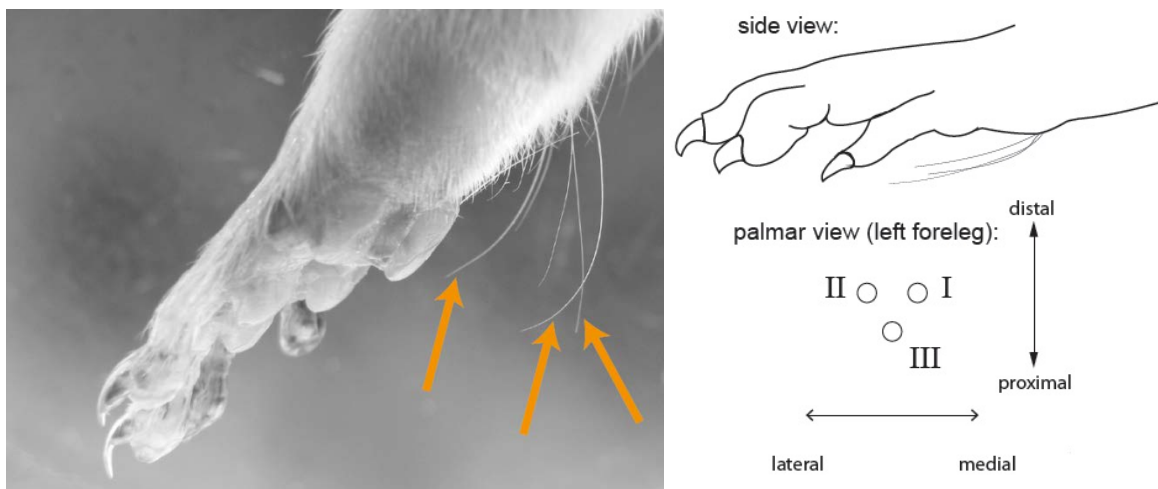 side view:
distal
palmar view (left foreleg):
II
I
III
proximal
lateral
medial